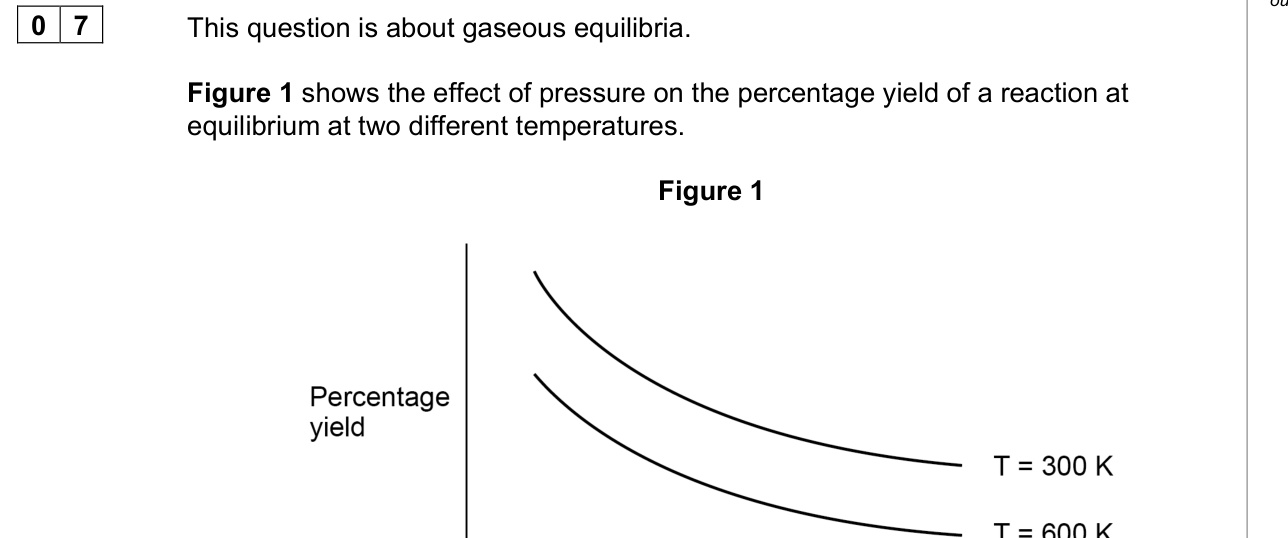 0 7
This question is about gaseous equilibria.
Figure 1 shows the effect of pressure on the percentage yield of a reaction at
equilibrium at two different temperatures.
Figure 1
Percentage
yield
T = 300 K
T = 600 K